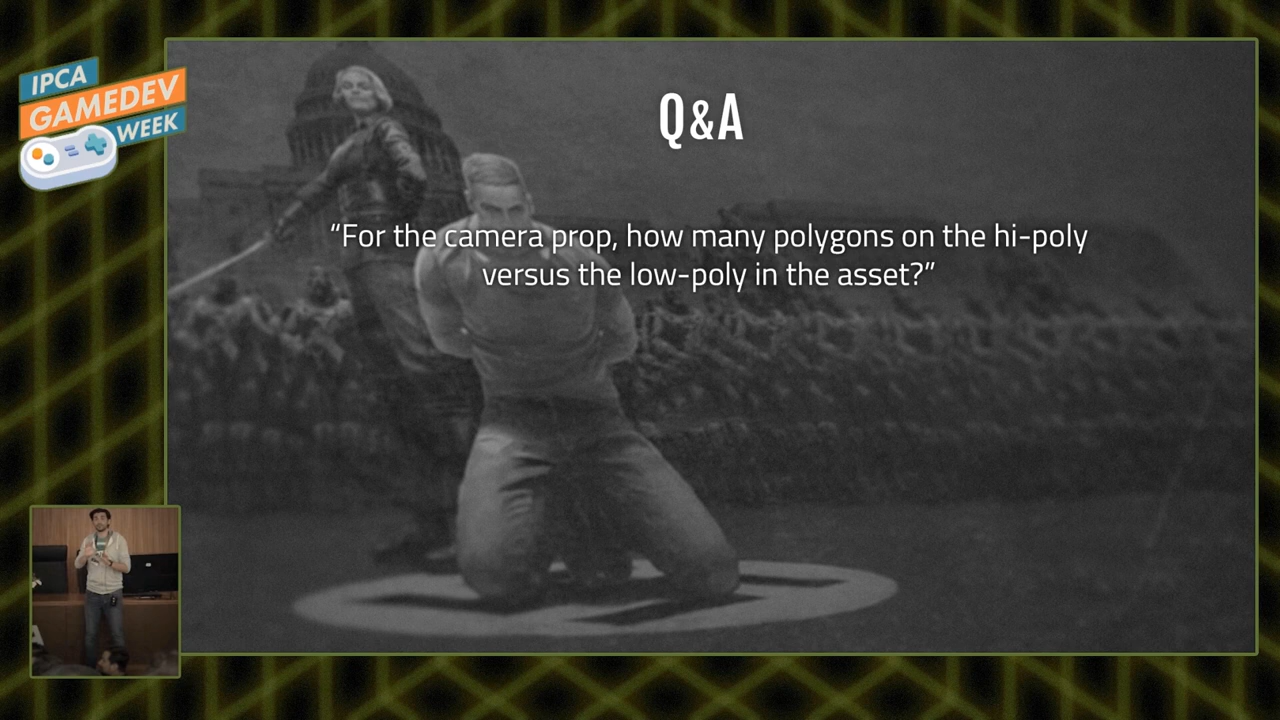 IPCA
GAMEDEV
WEEK
Q&A
“For the camera prop, how many polygons on the hi-poly
versus the low-poly in the asset?”